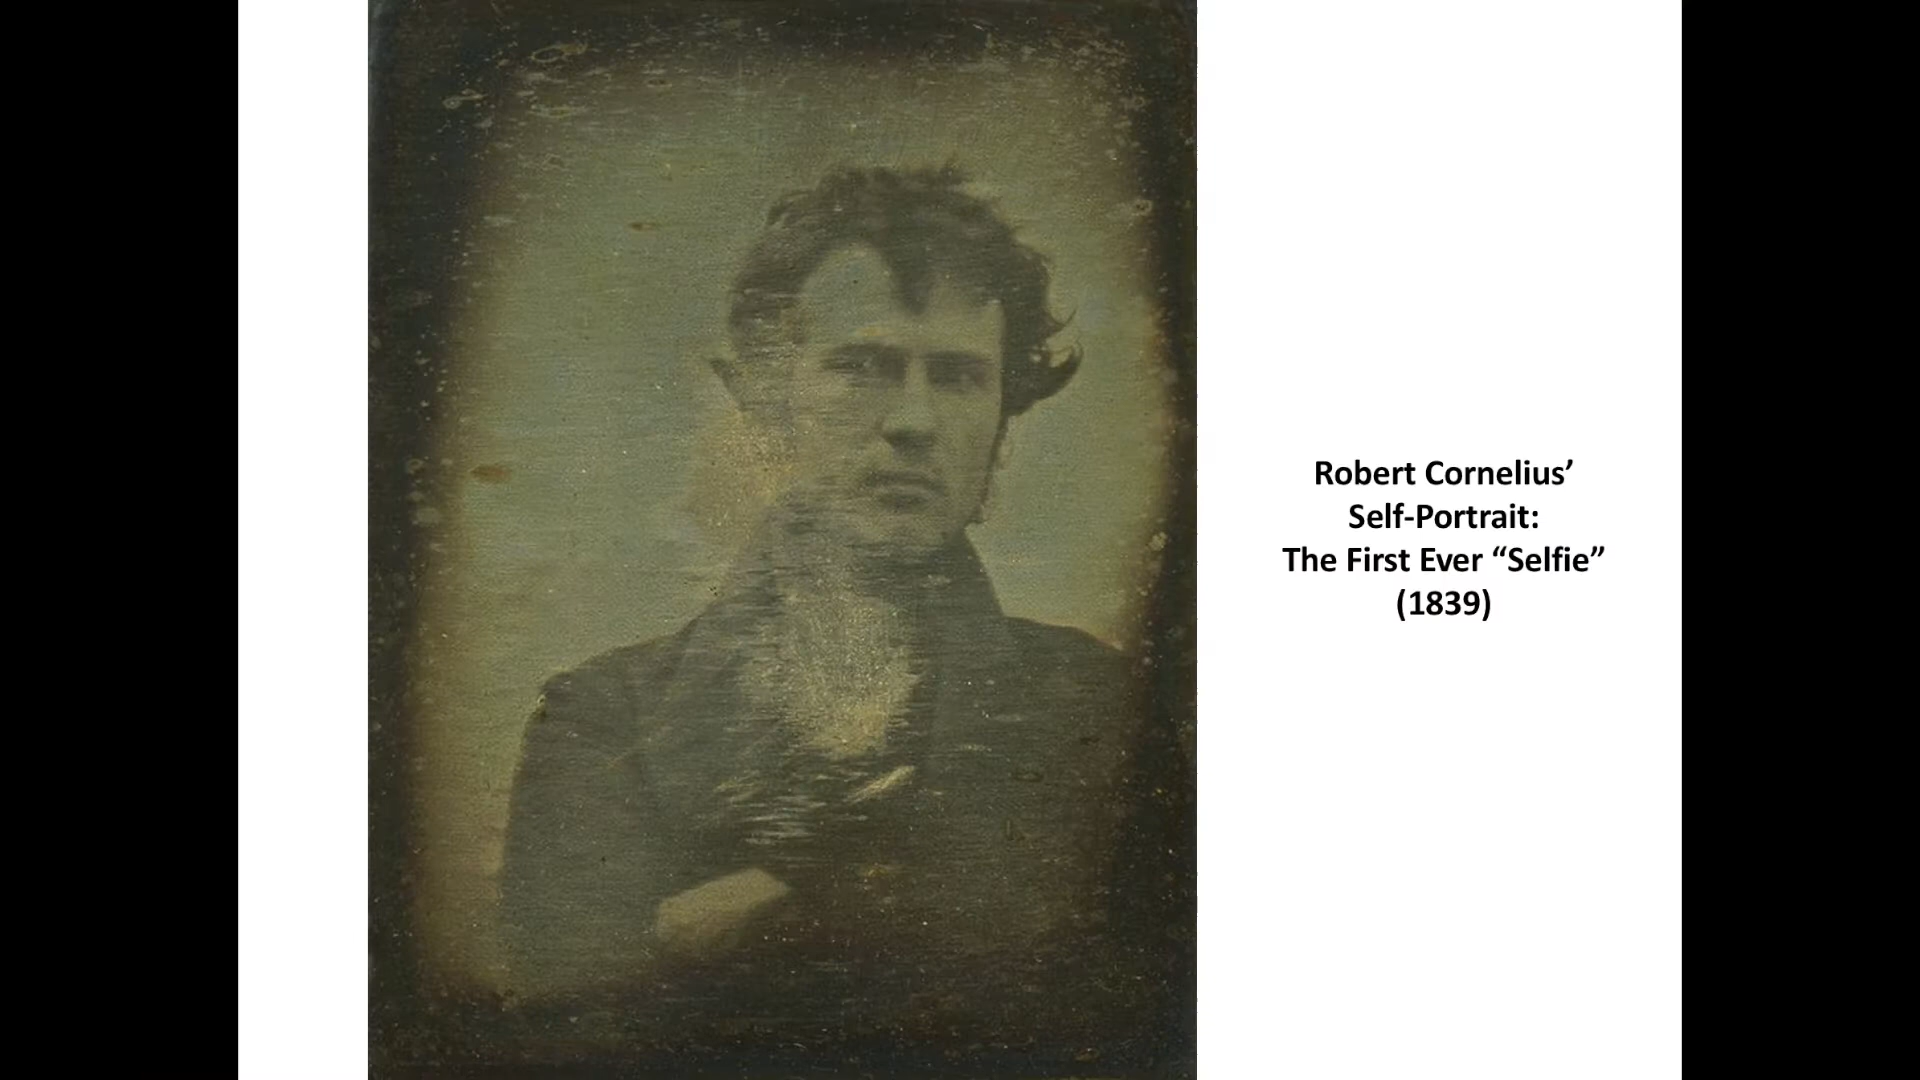 Robert Cornelius’
Self-Portrait:
The First Ever “Selfie”
(1839)